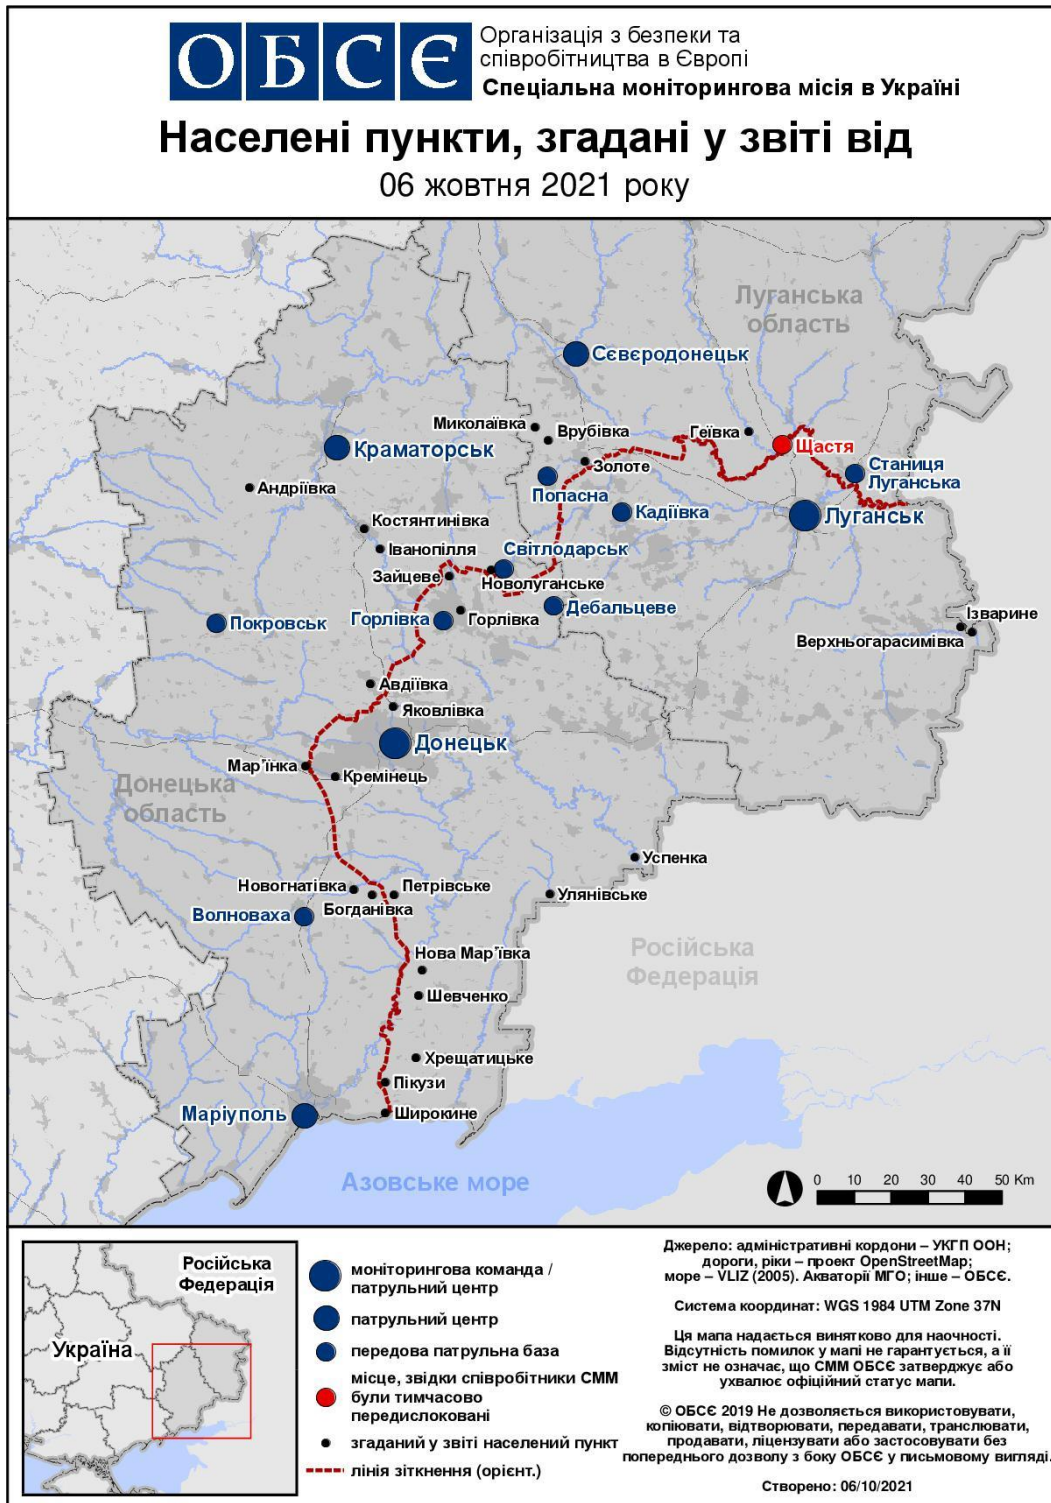 ОБСЄ
Організація з безпеки та
співробітництва в Європі
Спеціальна моніторингова місія в Україні
Населені пункти, згадані у звіті від
06 жовтня 2021 року
Луганська
область
Сєвєродонецьк
Миколаївка
Врубівка
Геївка
Щастя
Краматорськ
Золоте
Станиця
Луганська
Андріївка
Попасна
Кадіївка
Луганськ
Костянтинівка
Іванопілля
Світлодарськ
Зайцеве
Новолуганське
Дебальцеве
Покровськ
Горлівка
Горлівка
Ізварине
Верхньогарасимівка
Авдіївка
Яковлівка
Донецьк
Мар'їнка
Кремінець
Донецька
область
Успенка
Новогнатівка
Петрівське
Улянівське
Богданівка
Волноваха
Нова Мар'ївка
Російська
Федерація
Шевченко
Хрещатицьке
Пікузи
Маріуполь
Широкине
Азовське море
0 10 20 30 40 50 Km
Російська
Федерація
Україна
моніторингова команда /
патрульний центр
патрульний центр
передова патрульна база
місце, звідки співробітники СММ
були тимчасово
передислоковані
згаданий у звіті населений пункт
лінія зіткнення (орієнт.)
Джерело: адміністративні кордони – УКГП ООН;
дороги, ріки – проект OpenStreetMap;
море – VLIZ (2005). Акваторії МГО; інше – ОБСЄ.
Система координат: WGS 1984 UTM Zone 37N
Ця мапа надається винятково для наочності.
Відсутність помилок у мапі не гарантується, а її
зміст не означає, що СММ ОБСЄ затверджує або
ухвалює офіційний статус мапи.
© ОБСЄ 2019 Не дозволяється використовувати,
копіювати, відтворювати, передавати, транслювати,
продавати, ліцензувати або застосовувати без
попереднього дозволу з боку ОБСЄ у письмовому вигляді.
Створено: 06/10/2021